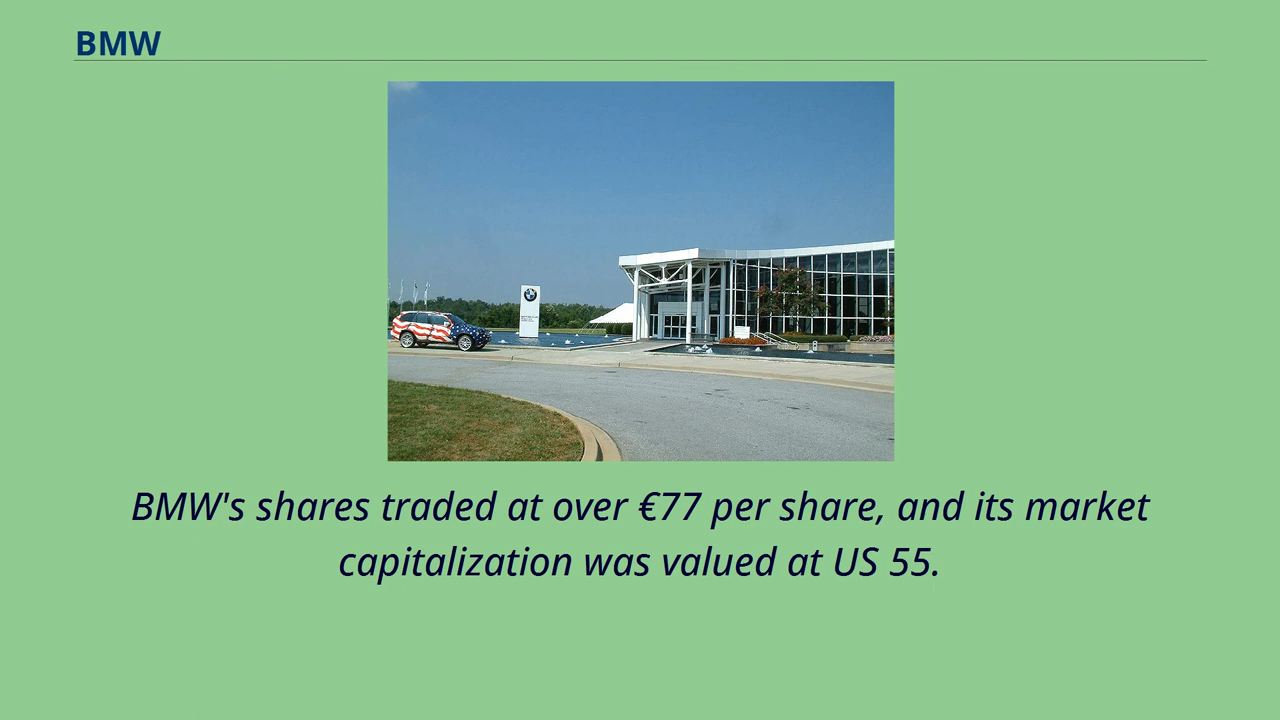 BMW
BMW's shares traded at over €77 per share, and its market
capitalization was valued at US 55.